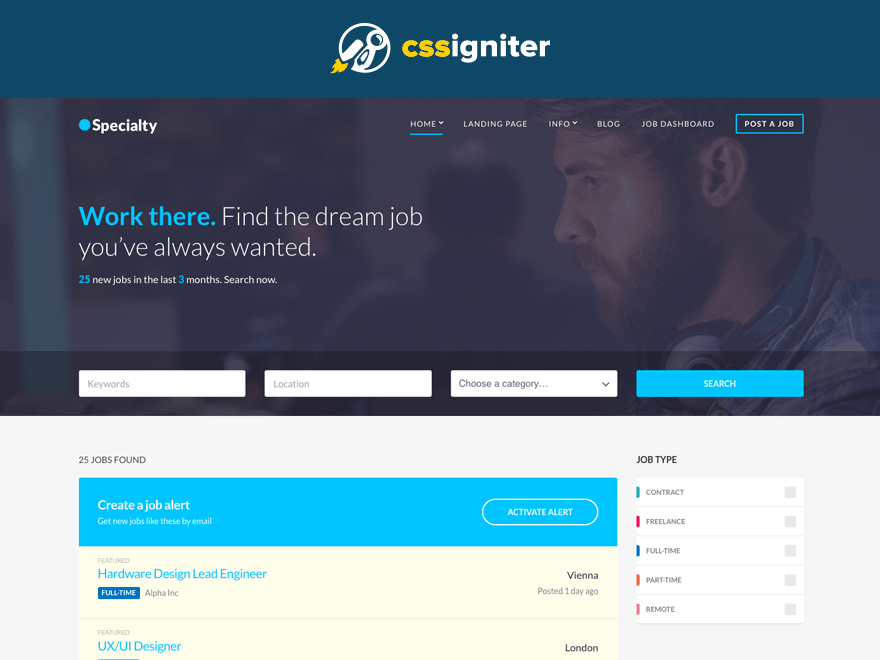 cssigniter
Specialty
HOME
LANDING PAGE
INFO
BLOG
JOB DASHBOARD
POST A JOB
Work there. Find the dream job
you've always wanted.
25 new jobs in the last 3 months. Search now.
Keywords
Location
Choose a category...
SEARCH
25 JOBS FOUND
Create a job alert
Get new jobs like these by email
ACTIVATE ALERT
FEATURED
Hardware Design Lead Engineer
FULL-TIME Alpha Inc
Vienna
Posted 1 day ago
FEATURED
UX/UI Designer
London
JOB TYPE
CONTRACT
FREELANCE
FULL-TIME
PART-TIME
REMOTE